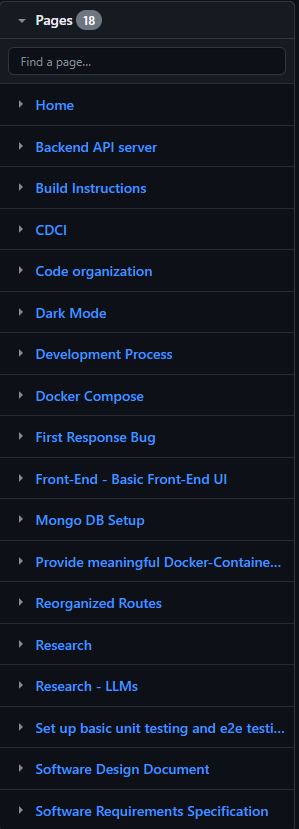 Pages 18
Find a page...
Home
Backend API server
Build Instructions
CDCI
Code organization
Dark Mode
Development Process
Docker Compose
First Response Bug
Front-End - Basic Front-End UI
Mongo DB Setup
Provide meaningful Docker-Containe...
Reorganized Routes
Research
Research - LLMs
Set up basic unit testing and e2e testi...
Software Design Document
Software Requirements Specification